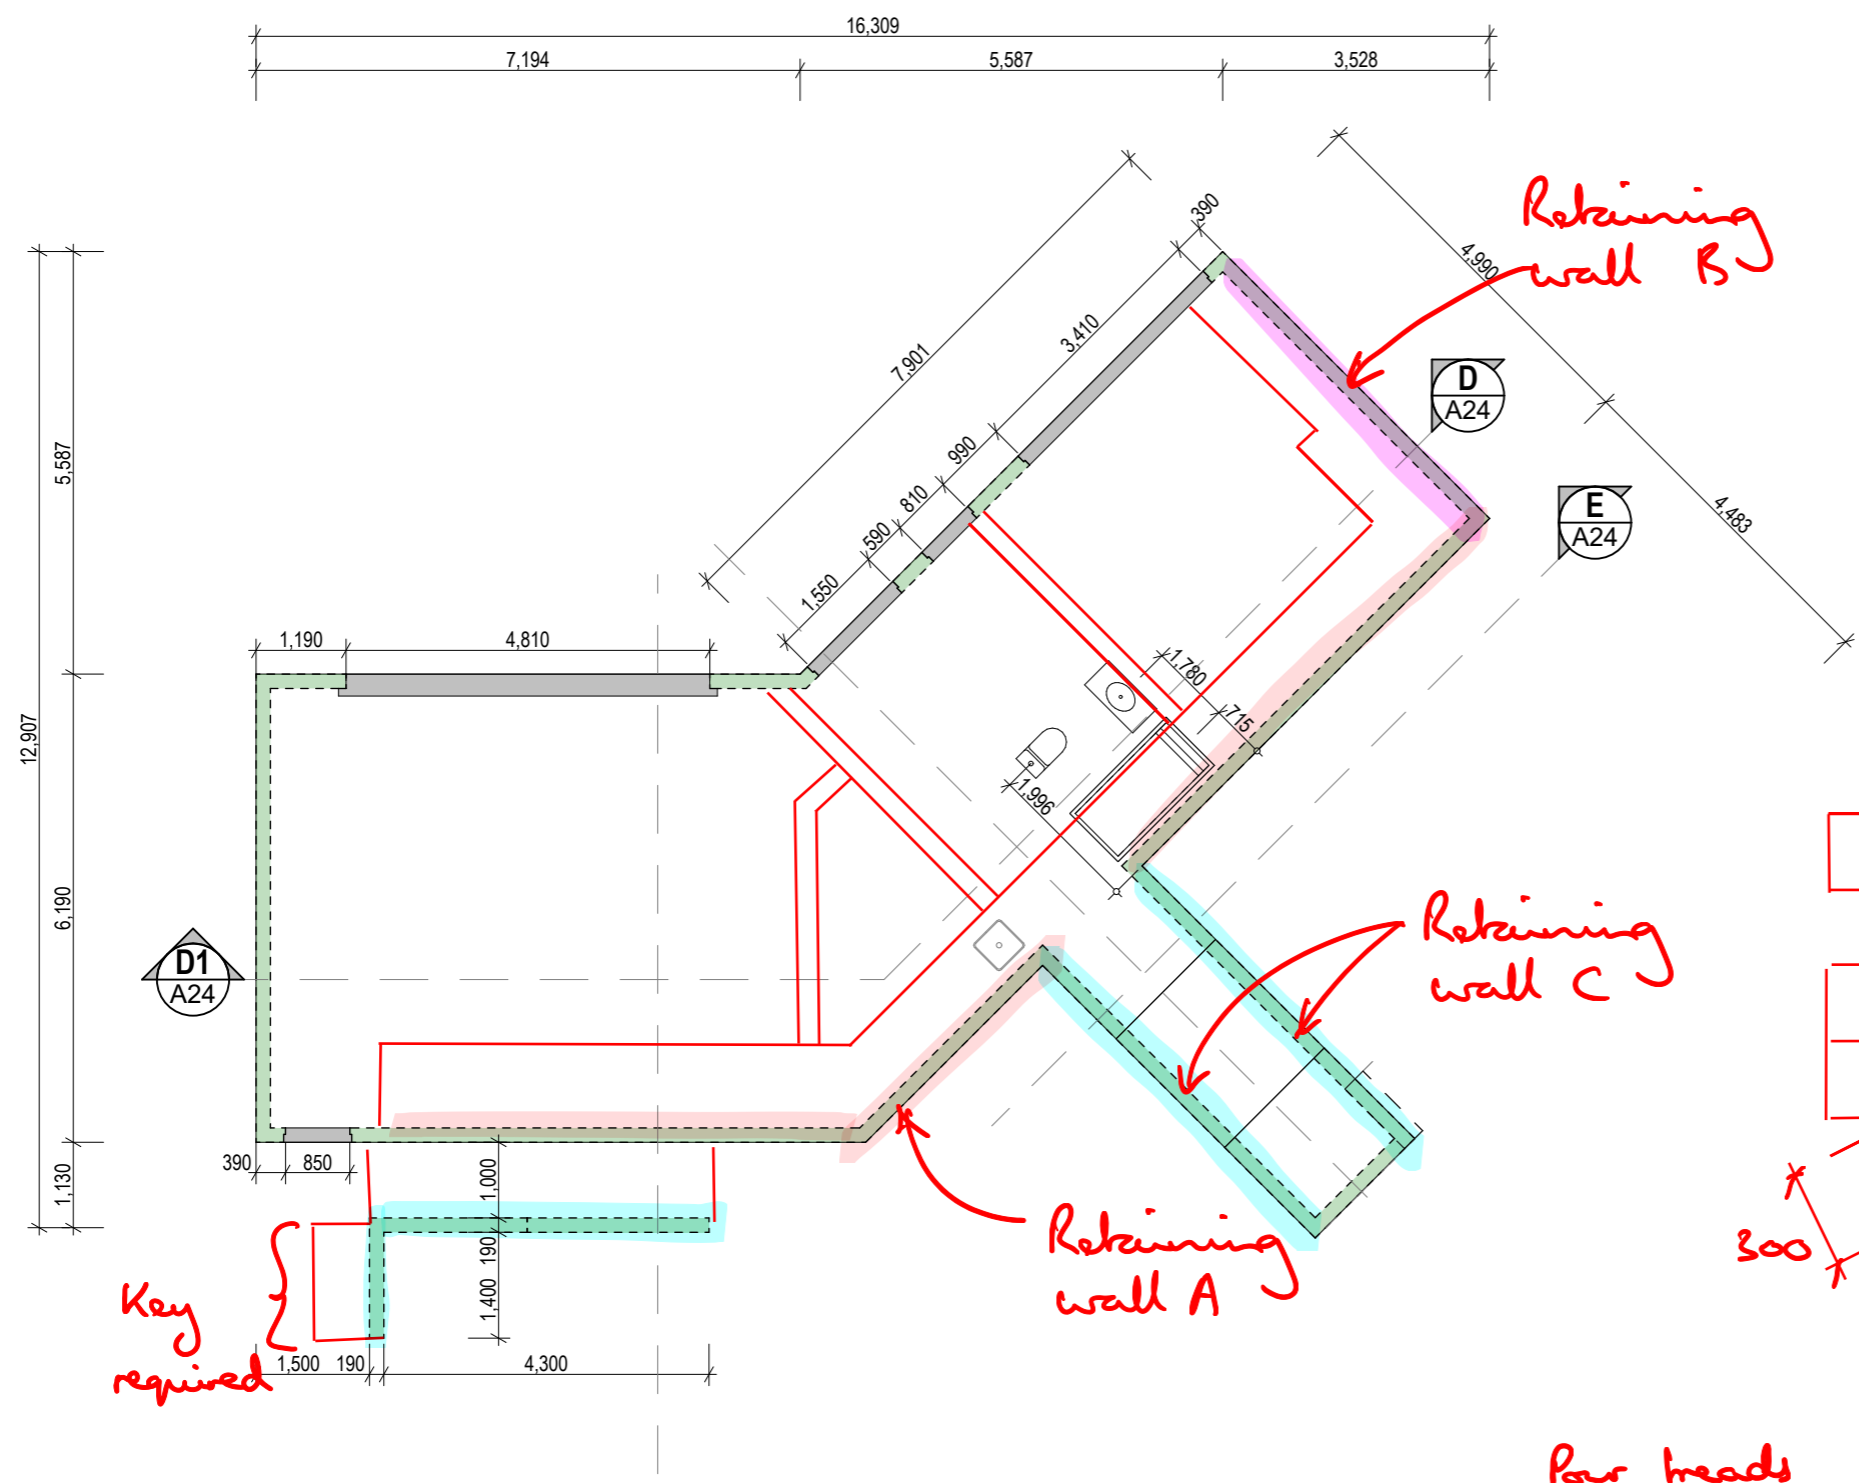 16,309
7,194
5,587
3,528
Retaining
wall B
390
4,990
3,410
7,901
D
A24
990
5,587
810
E
A24
590
4,483
1,550
1,190
4,810
1,780
715
12,907
1,996
6,190
Retaining
wall C
D1
A24
390
850
1,000
1,130
Retaining
wall A
190
300
Key
required
1,400
1,500
190
4,300
Pour treads